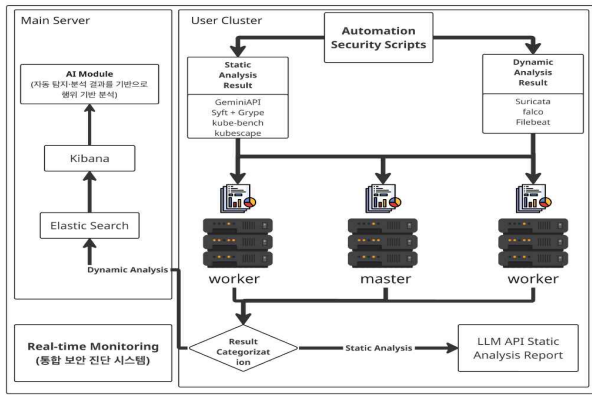 Main Server
AI Module
(자동 탐지·분석 결과를 기반으로
행위 기반 분석)
Kibana
Elastic Search
Dynamic Analysis
Real-time Monitoring
(통합 보안 진단 시스템)
User Cluster
Automation
Security Scripts
Static
Analysis
Result
GeminiAPI
Syft + Grype
kube-bench
kubescape
Dynamic
Analysis
Result
Suricata
falco
Filebeat
worker
master
worker
Result
Categorizat
ion
Static Analysis
LLM API Static
Analysis Report